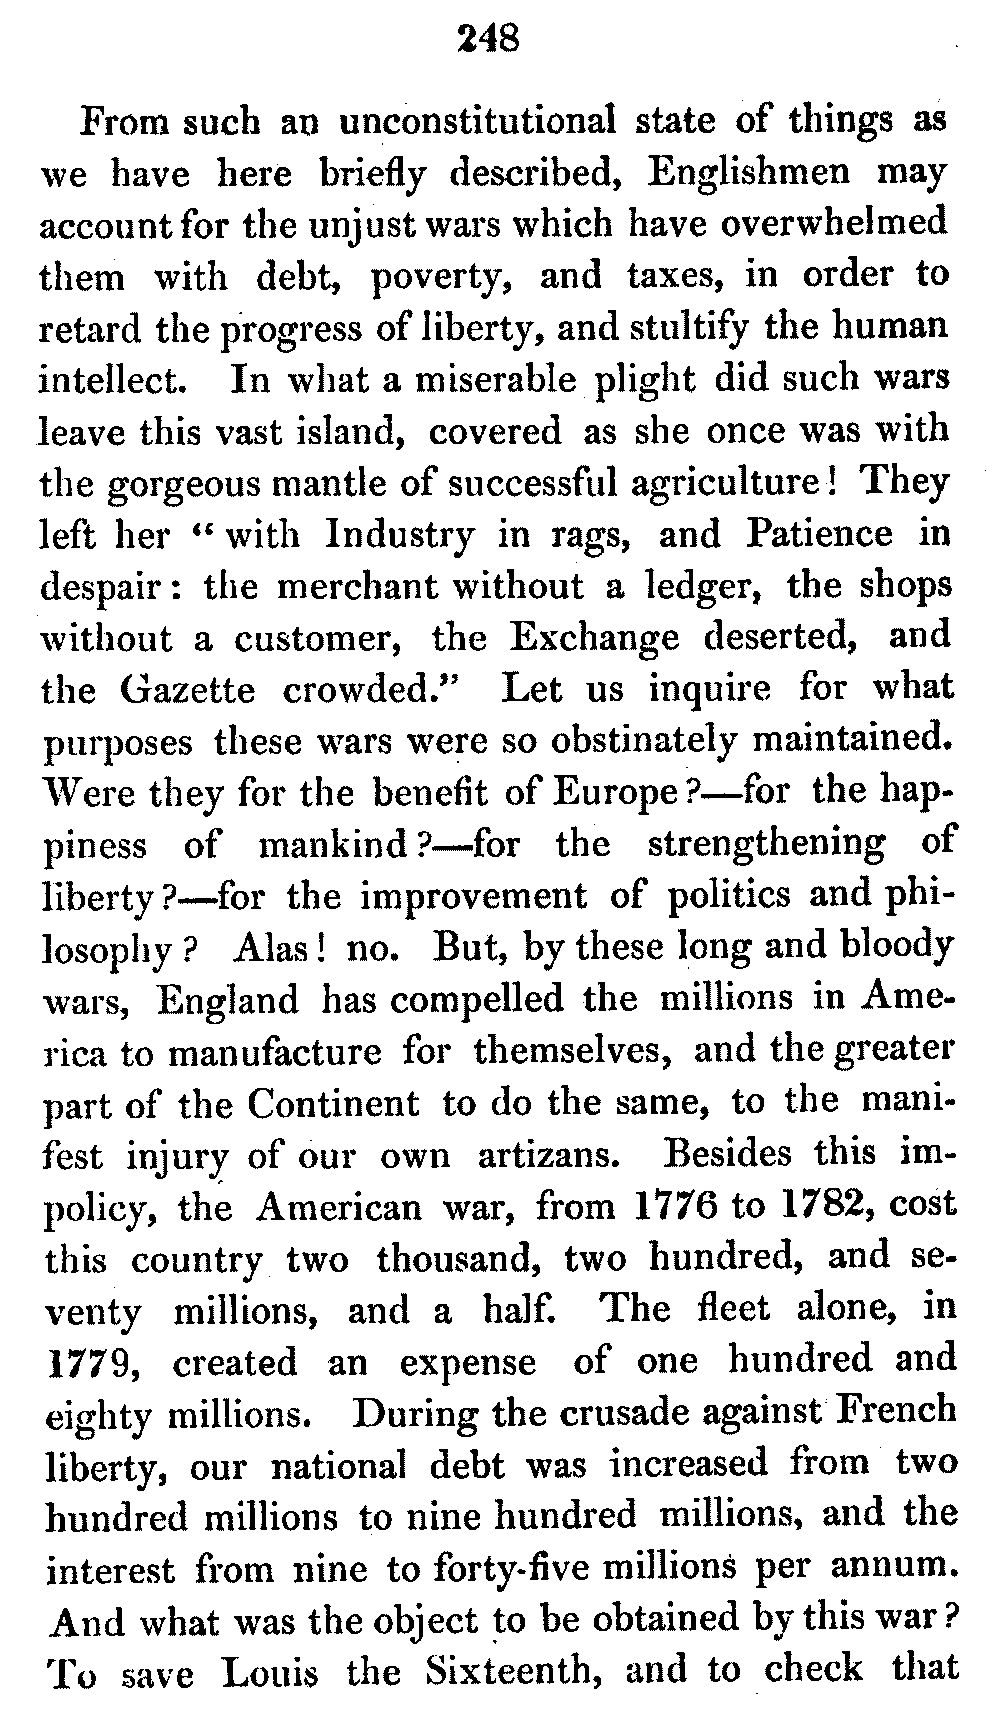 248
From such an unconstitutional state of things as
we have here briefly described, Englishmen may
account for the unjust wars which have overwhelmed
them with debt, poverty, and taxes, in order to
retard the progress of liberty, and stultify the human
intellect. In what a miserable plight did such wars
leave this vast island, covered as she once was with
the gorgeous mantle of successful agriculture! They
left her “ with Industry in rags, and Patience in
despair: the merchant without a ledger, the shops
without a customer, the Exchange deserted, and
the Gazette crowded.” Let us inquire for what
purposes these wars were so obstinately maintained.
Were they for the benefit of Europe?—for the hap-
piness of mankind?—for the strengthening of
liberty?—for the improvement of politics and phi-
losophy? Alas! no. But, by these long and bloody
wars, England has compelled the millions in Ame-
rica to manufacture for themselves, and the greater
part of the Continent to do the same, to the mani-
fest injury of our own artizans. Besides this im-
policy, the American war, from 1776 to 1782, cost
this country two thousand, two hundred, and se-
venty millions, and a half. The fleet alone, in
1779, created an expense of one hundred and
eighty millions. During the crusade against French
liberty, our national debt was increased from two
hundred millions to nine hundred millions, and the
interest from nine to forty-five millions per annum.
And what was the object to be obtained by this war?
To save Louis the Sixteenth, and to check that